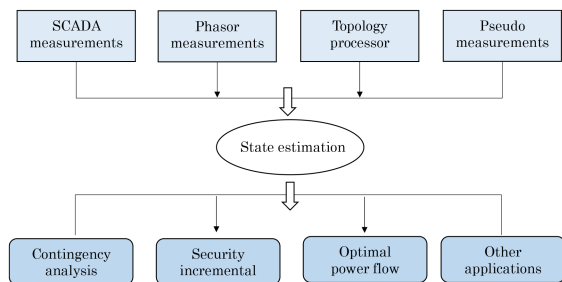 SCADA
measurements
Phasor
measurements
Topology
processor
Pseudo
measurements
State estimation
Contingency
analysis
Security
incremental
Optimal
power flow
Other
applications